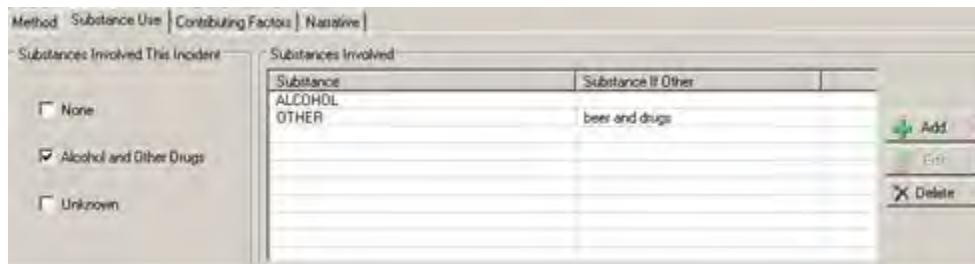 Method Substance Use Contributing Factors Narrative
Substances Involved This Incident
None
Alcohol and Other Drugs
Unknown
Substances Involved
Substance Substance If Other
ALCOHOL
OTHER beer and drugs
Add
Edit
Delete